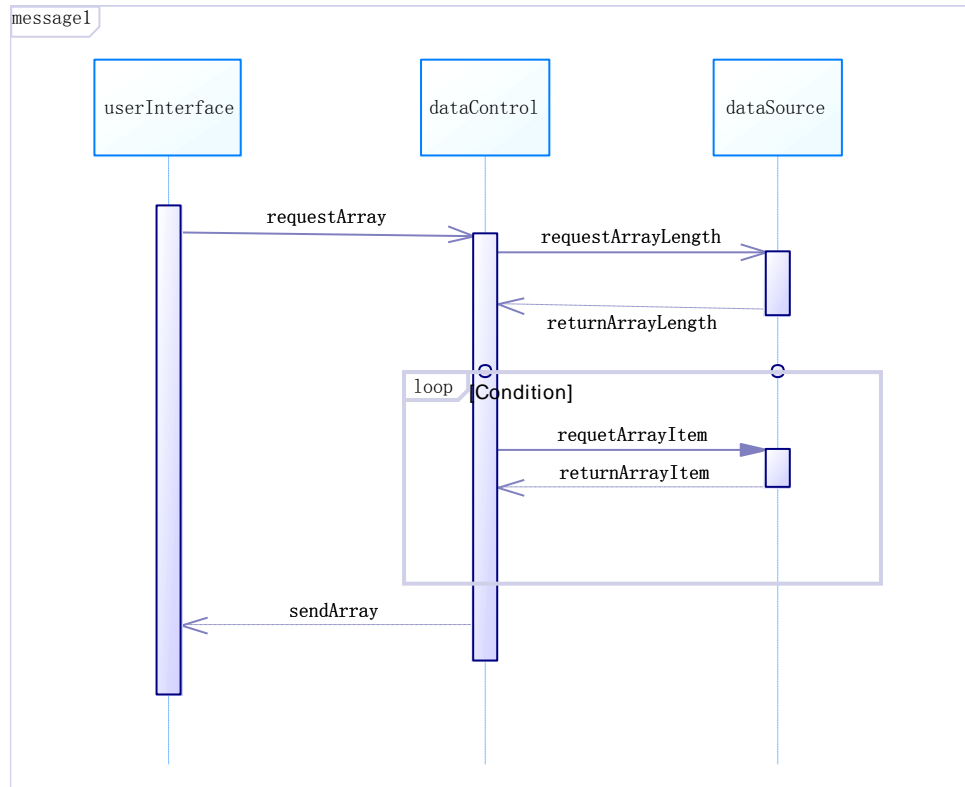 message1
userInterface
dataControl
dataSource
requestArray
requestArrayLength
returnArrayLength
loop
[Condition]
requetArrayItem
returnArrayItem
sendArray